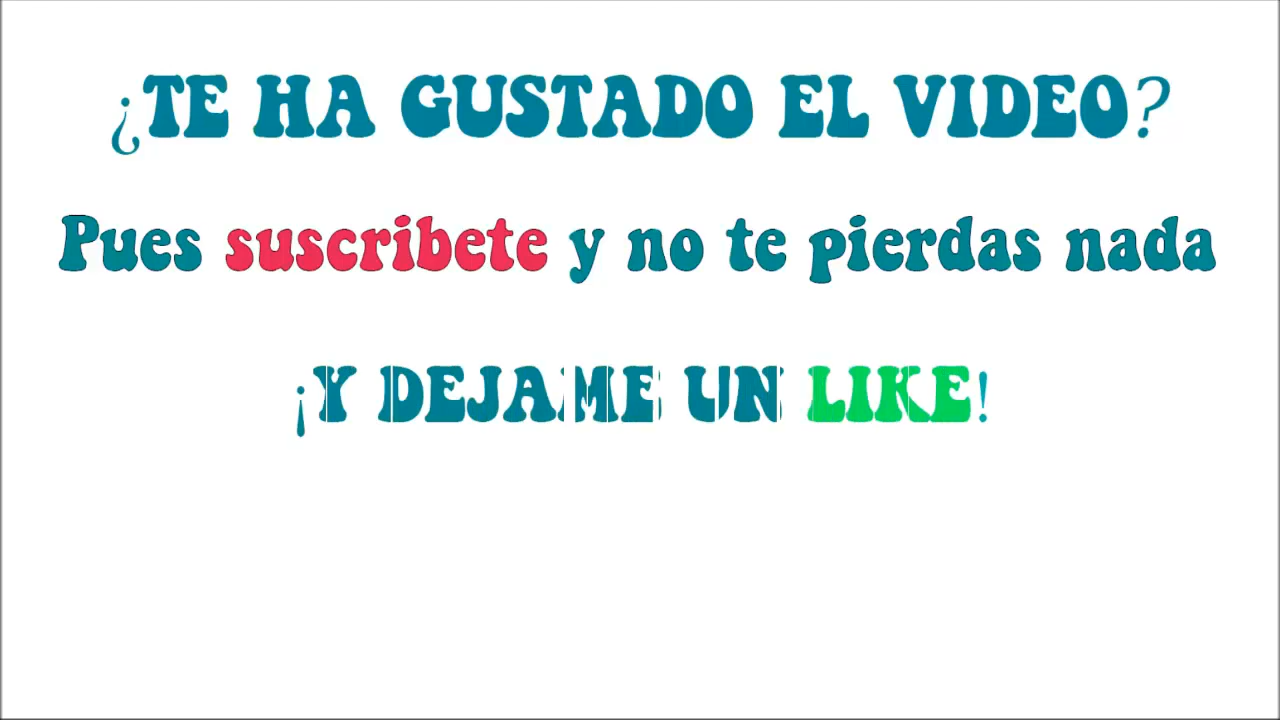 ¿TE HA GUSTADO EL VIDEO?
Pues suscribete y no te pierdas nada
¡Y DEJAME UN LIKE!